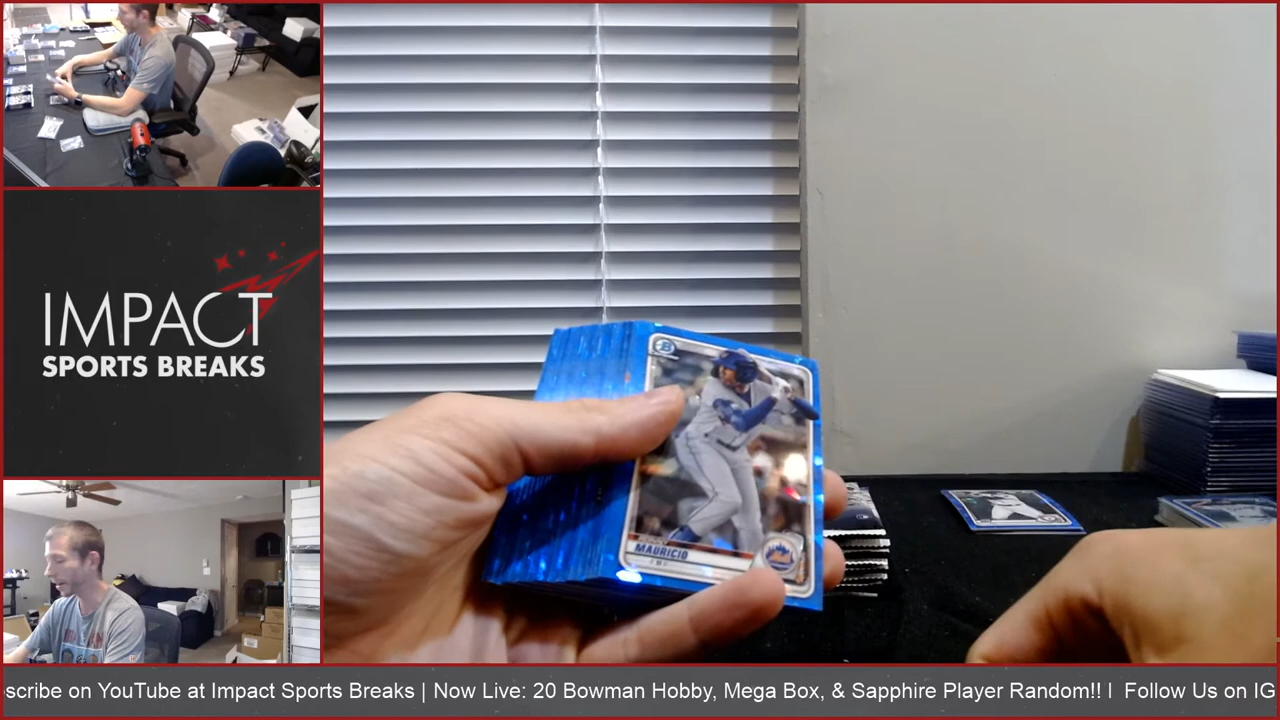 IMPACT
SPORTS BREAKS
MAURICIO
scribe on YouTube at Impact Sports Breaks | Now Live: 20 Bowman Hobby, Mega Box, & Sapphire Player Random!! | Follow Us on IG